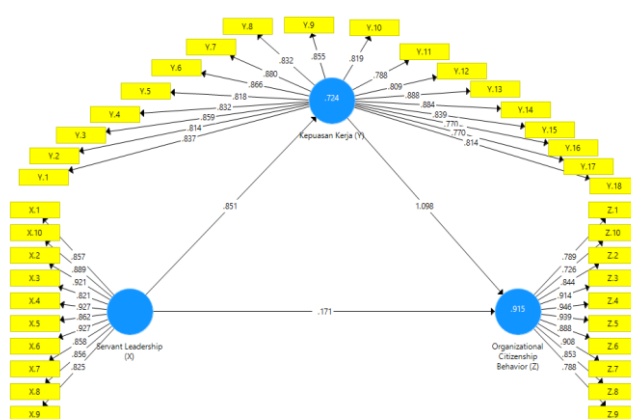 Y.8
Y.9
Y.10
Y.7
Y.11
Y.6
Y.12
Y.5
Y.13
Y.4
Y.14
Y.3
Y.15
Y.2
Y.16
Y.1
Y.17
Y.18
.832
.855
.819
.880
.788
.866
.809
.818
.888
.832
.884
.859
.839
.814
.770
.837
.770
.814
.724
Kepuasan Kerja (Y)
.851
1.098
.171
X.1
X.10
X.2
X.3
X.4
X.5
X.6
X.7
X.8
X.9
.857
.889
.921
.821
.927
.862
.927
.858
.856
.825
Servant Leadership
(X)
.915
Organizational
Citizenship
Behavior (Z)
.789
.726
.844
.914
.946
.939
.888
.908
.853
.788
Z.1
Z.10
Z.2
Z.3
Z.4
Z.5
Z.6
Z.7
Z.8
Z.9